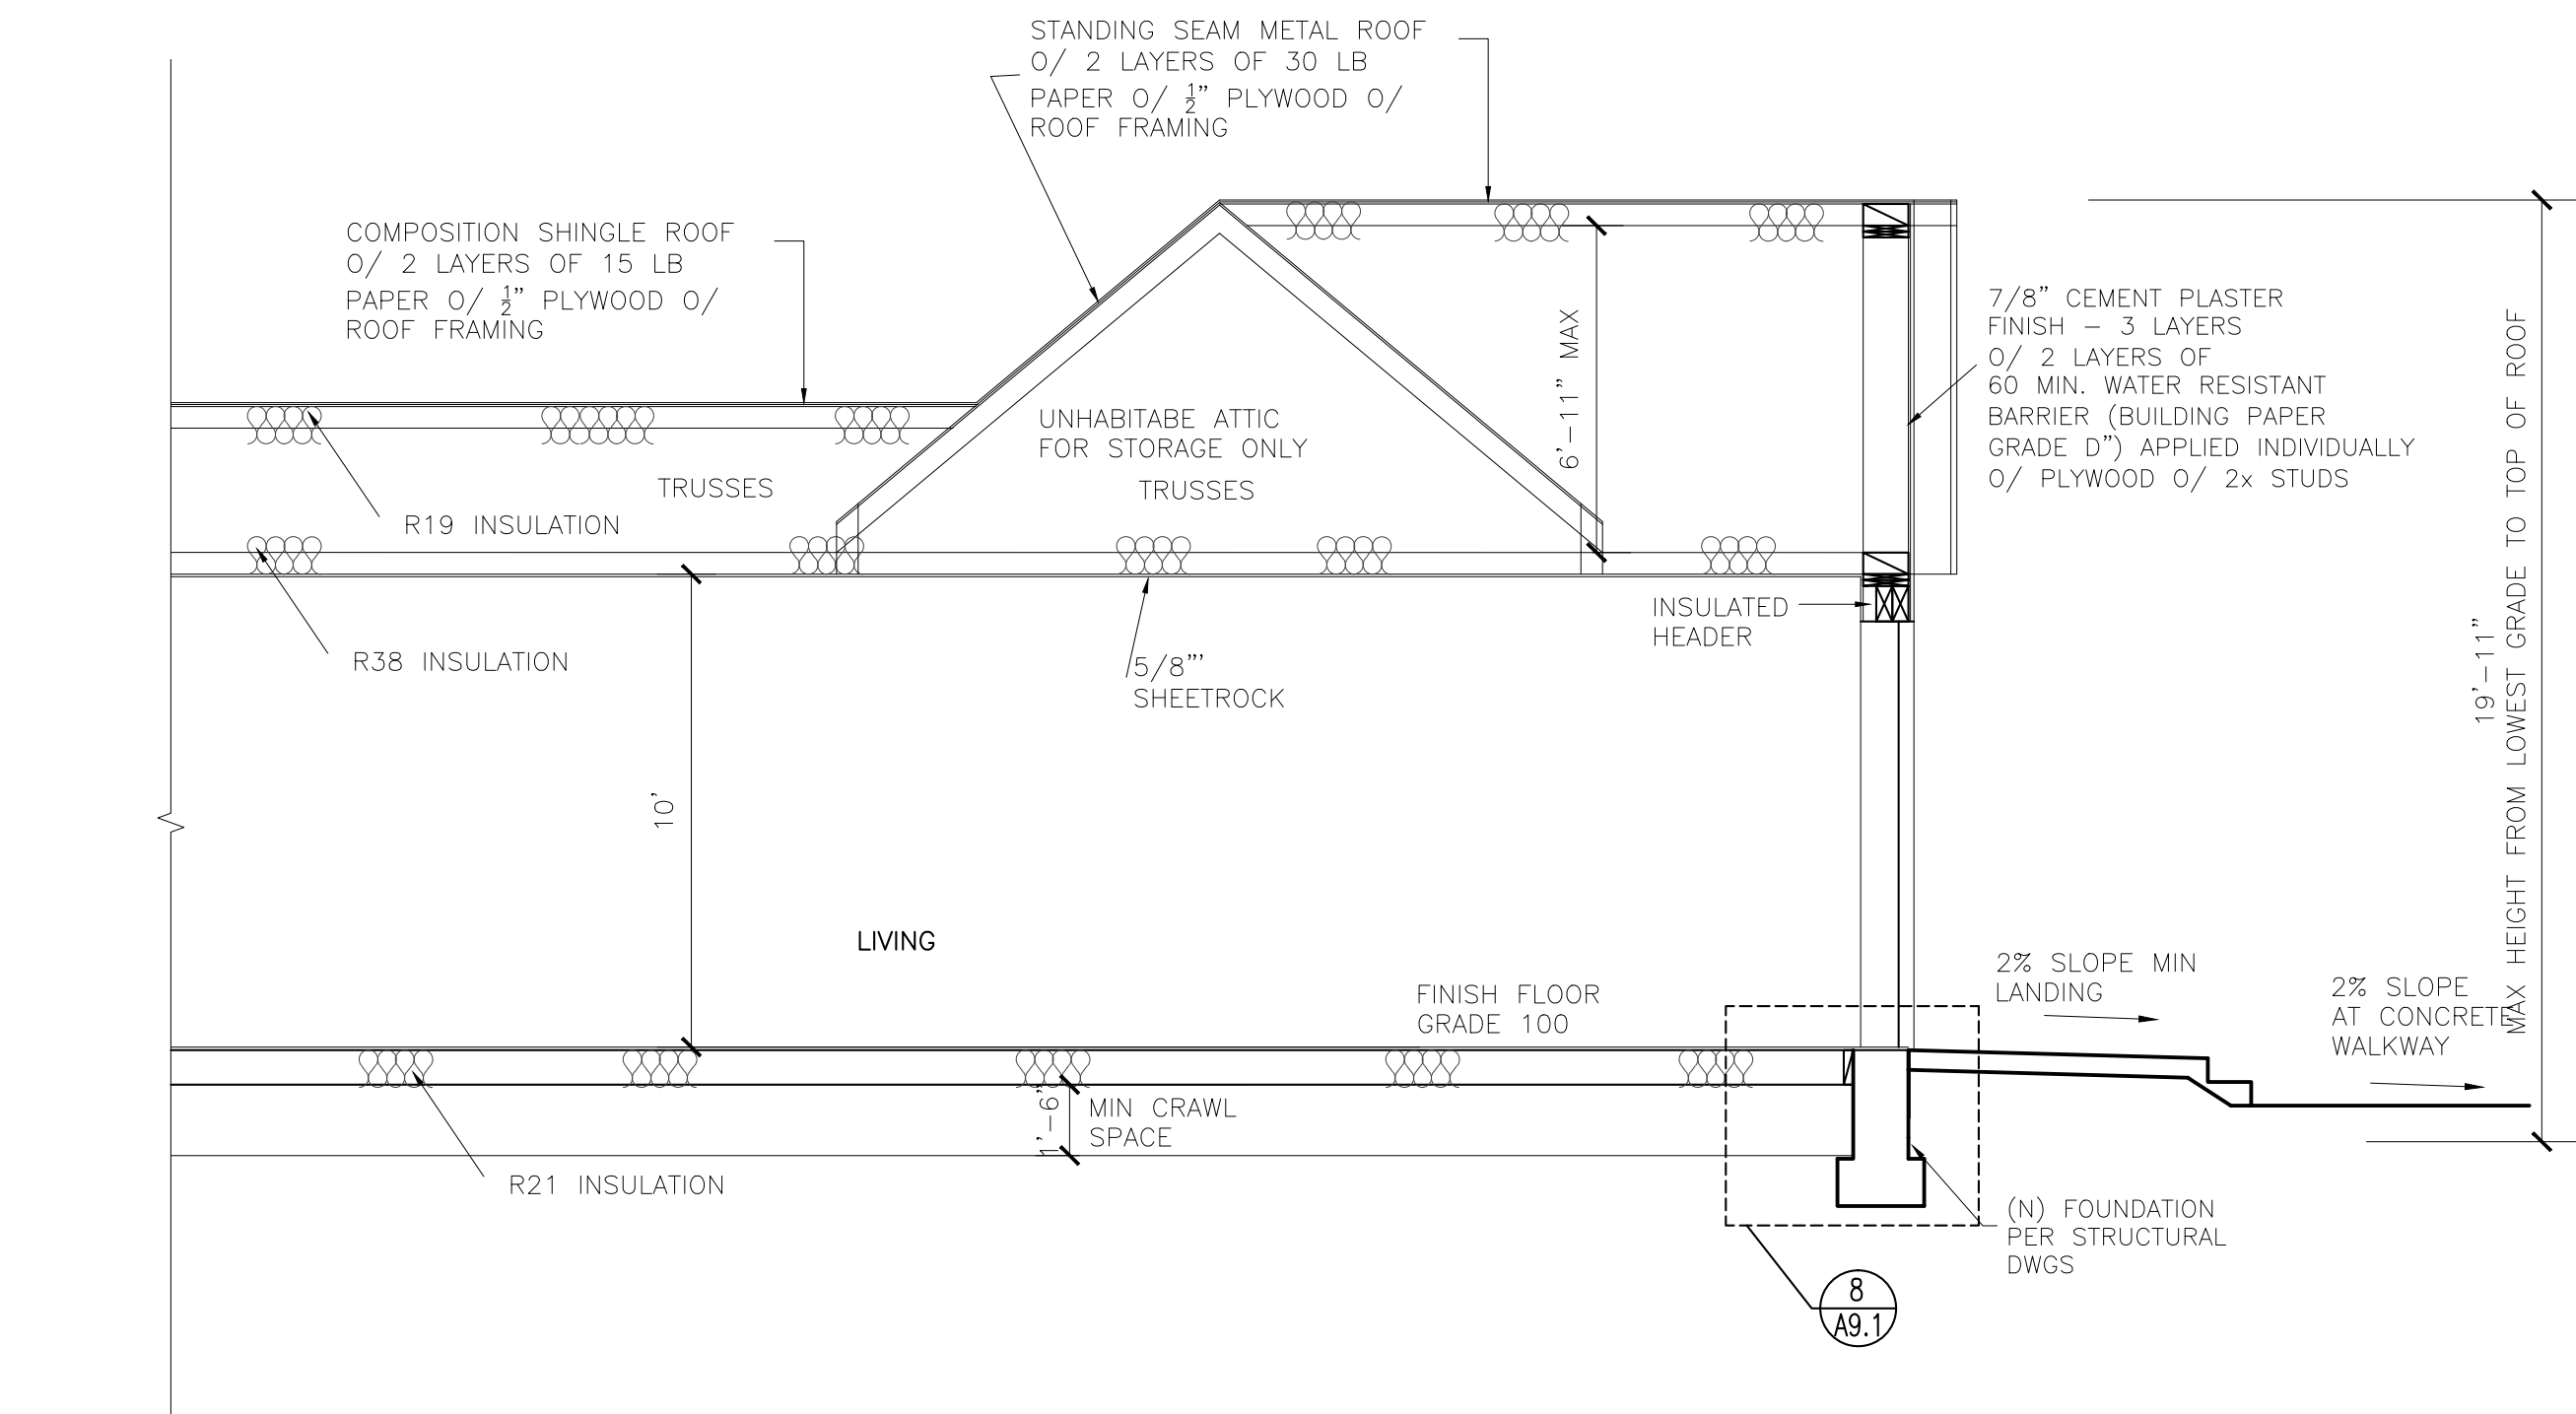 STANDING SEAM METAL ROOF
O/ 2 LAYERS OF 30 LB
PAPER O/ ½" PLYWOOD O/
ROOF FRAMING
COMPOSITION SHINGLE ROOF
O/ 2 LAYERS OF 15 LB
PAPER O/ ½" PLYWOOD O/
ROOF FRAMING
7/8" CEMENT PLASTER
FINISH – 3 LAYERS
O/ 2 LAYERS OF
60 MIN. WATER RESISTANT
BARRIER (BUILDING PAPER
GRADE D") APPLIED INDIVIDUALLY
O/ PLYWOOD O/ 2x STUDS
6'–11" MAX
UNHABITABE ATTIC
FOR STORAGE ONLY
TRUSSES
TRUSSES
R19 INSULATION
R38 INSULATION
INSULATED
HEADER
5/8"'
SHEETROCK
19'–11"
MAX HEIGHT FROM LOWEST GRADE TO TOP OF ROOF
10'
LIVING
FINISH FLOOR
GRADE 100
2% SLOPE MIN
LANDING
2% SLOPE
AT CONCRETE
WALKWAY
1'–6"
MIN CRAWL
SPACE
R21 INSULATION
(N) FOUNDATION
PER STRUCTURAL
DWGS
8
A9.1